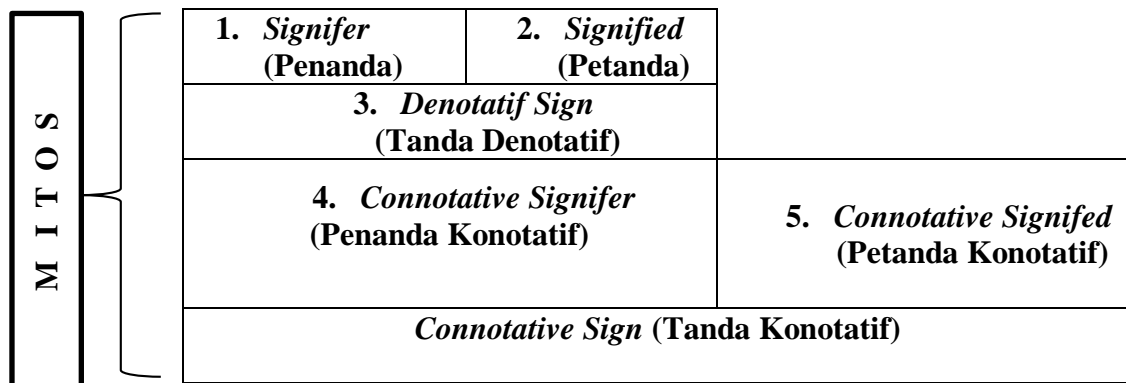 M I T O S
1. Signifer
(Penanda)
2. Signified
(Petanda)
3. Denotatif Sign
(Tanda Denotatif)
4. Connotative Signifer
(Penanda Konotatif)
5. Connotative Signifed
(Petanda Konotatif)
Connotative Sign (Tanda Konotatif)